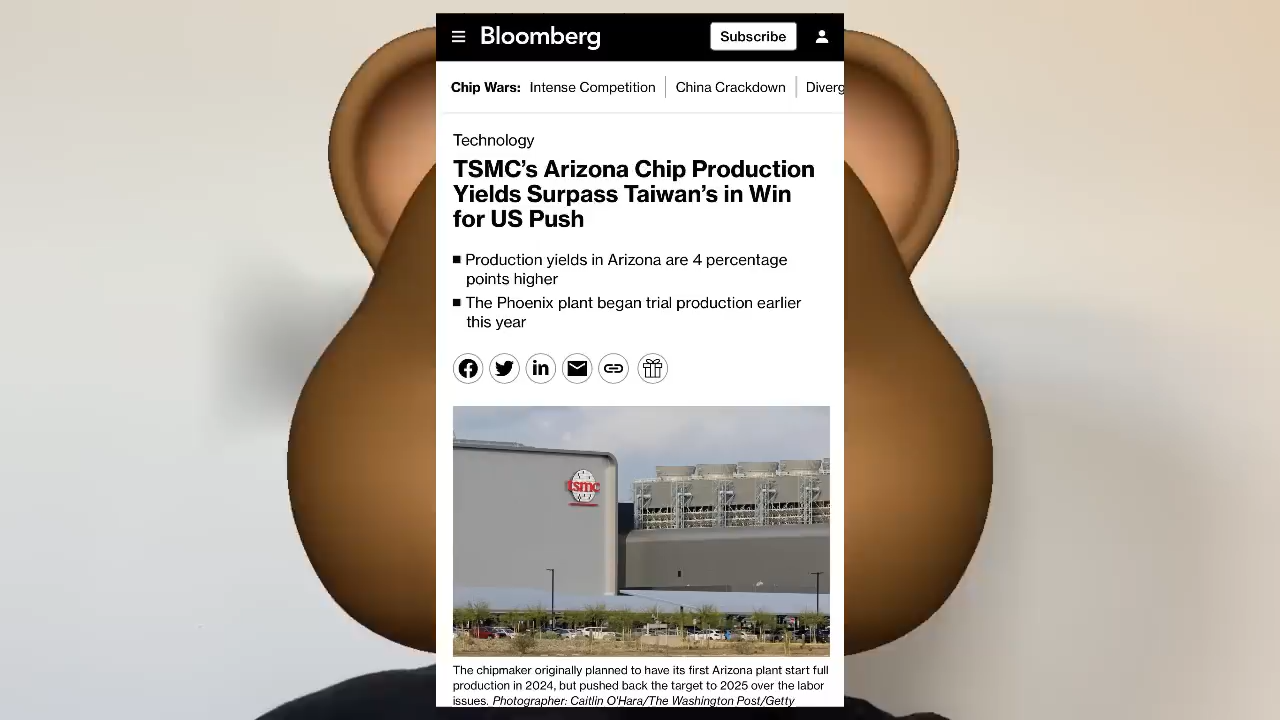 Bloomberg
Subscribe
Chip Wars: Intense Competition China Crackdown Diverg
Technology
TSMC’s Arizona Chip Production
Yields Surpass Taiwan’s in Win
for US Push
■ Production yields in Arizona are 4 percentage
points higher
■ The Phoenix plant began trial production earlier
this year
in
tsmc
The chipmaker originally planned to have its first Arizona plant start full
production in 2024, but pushed back the target to 2025 over the labor
issues. Photographer: Caitlin O'Hara/The Washington Post/Getty